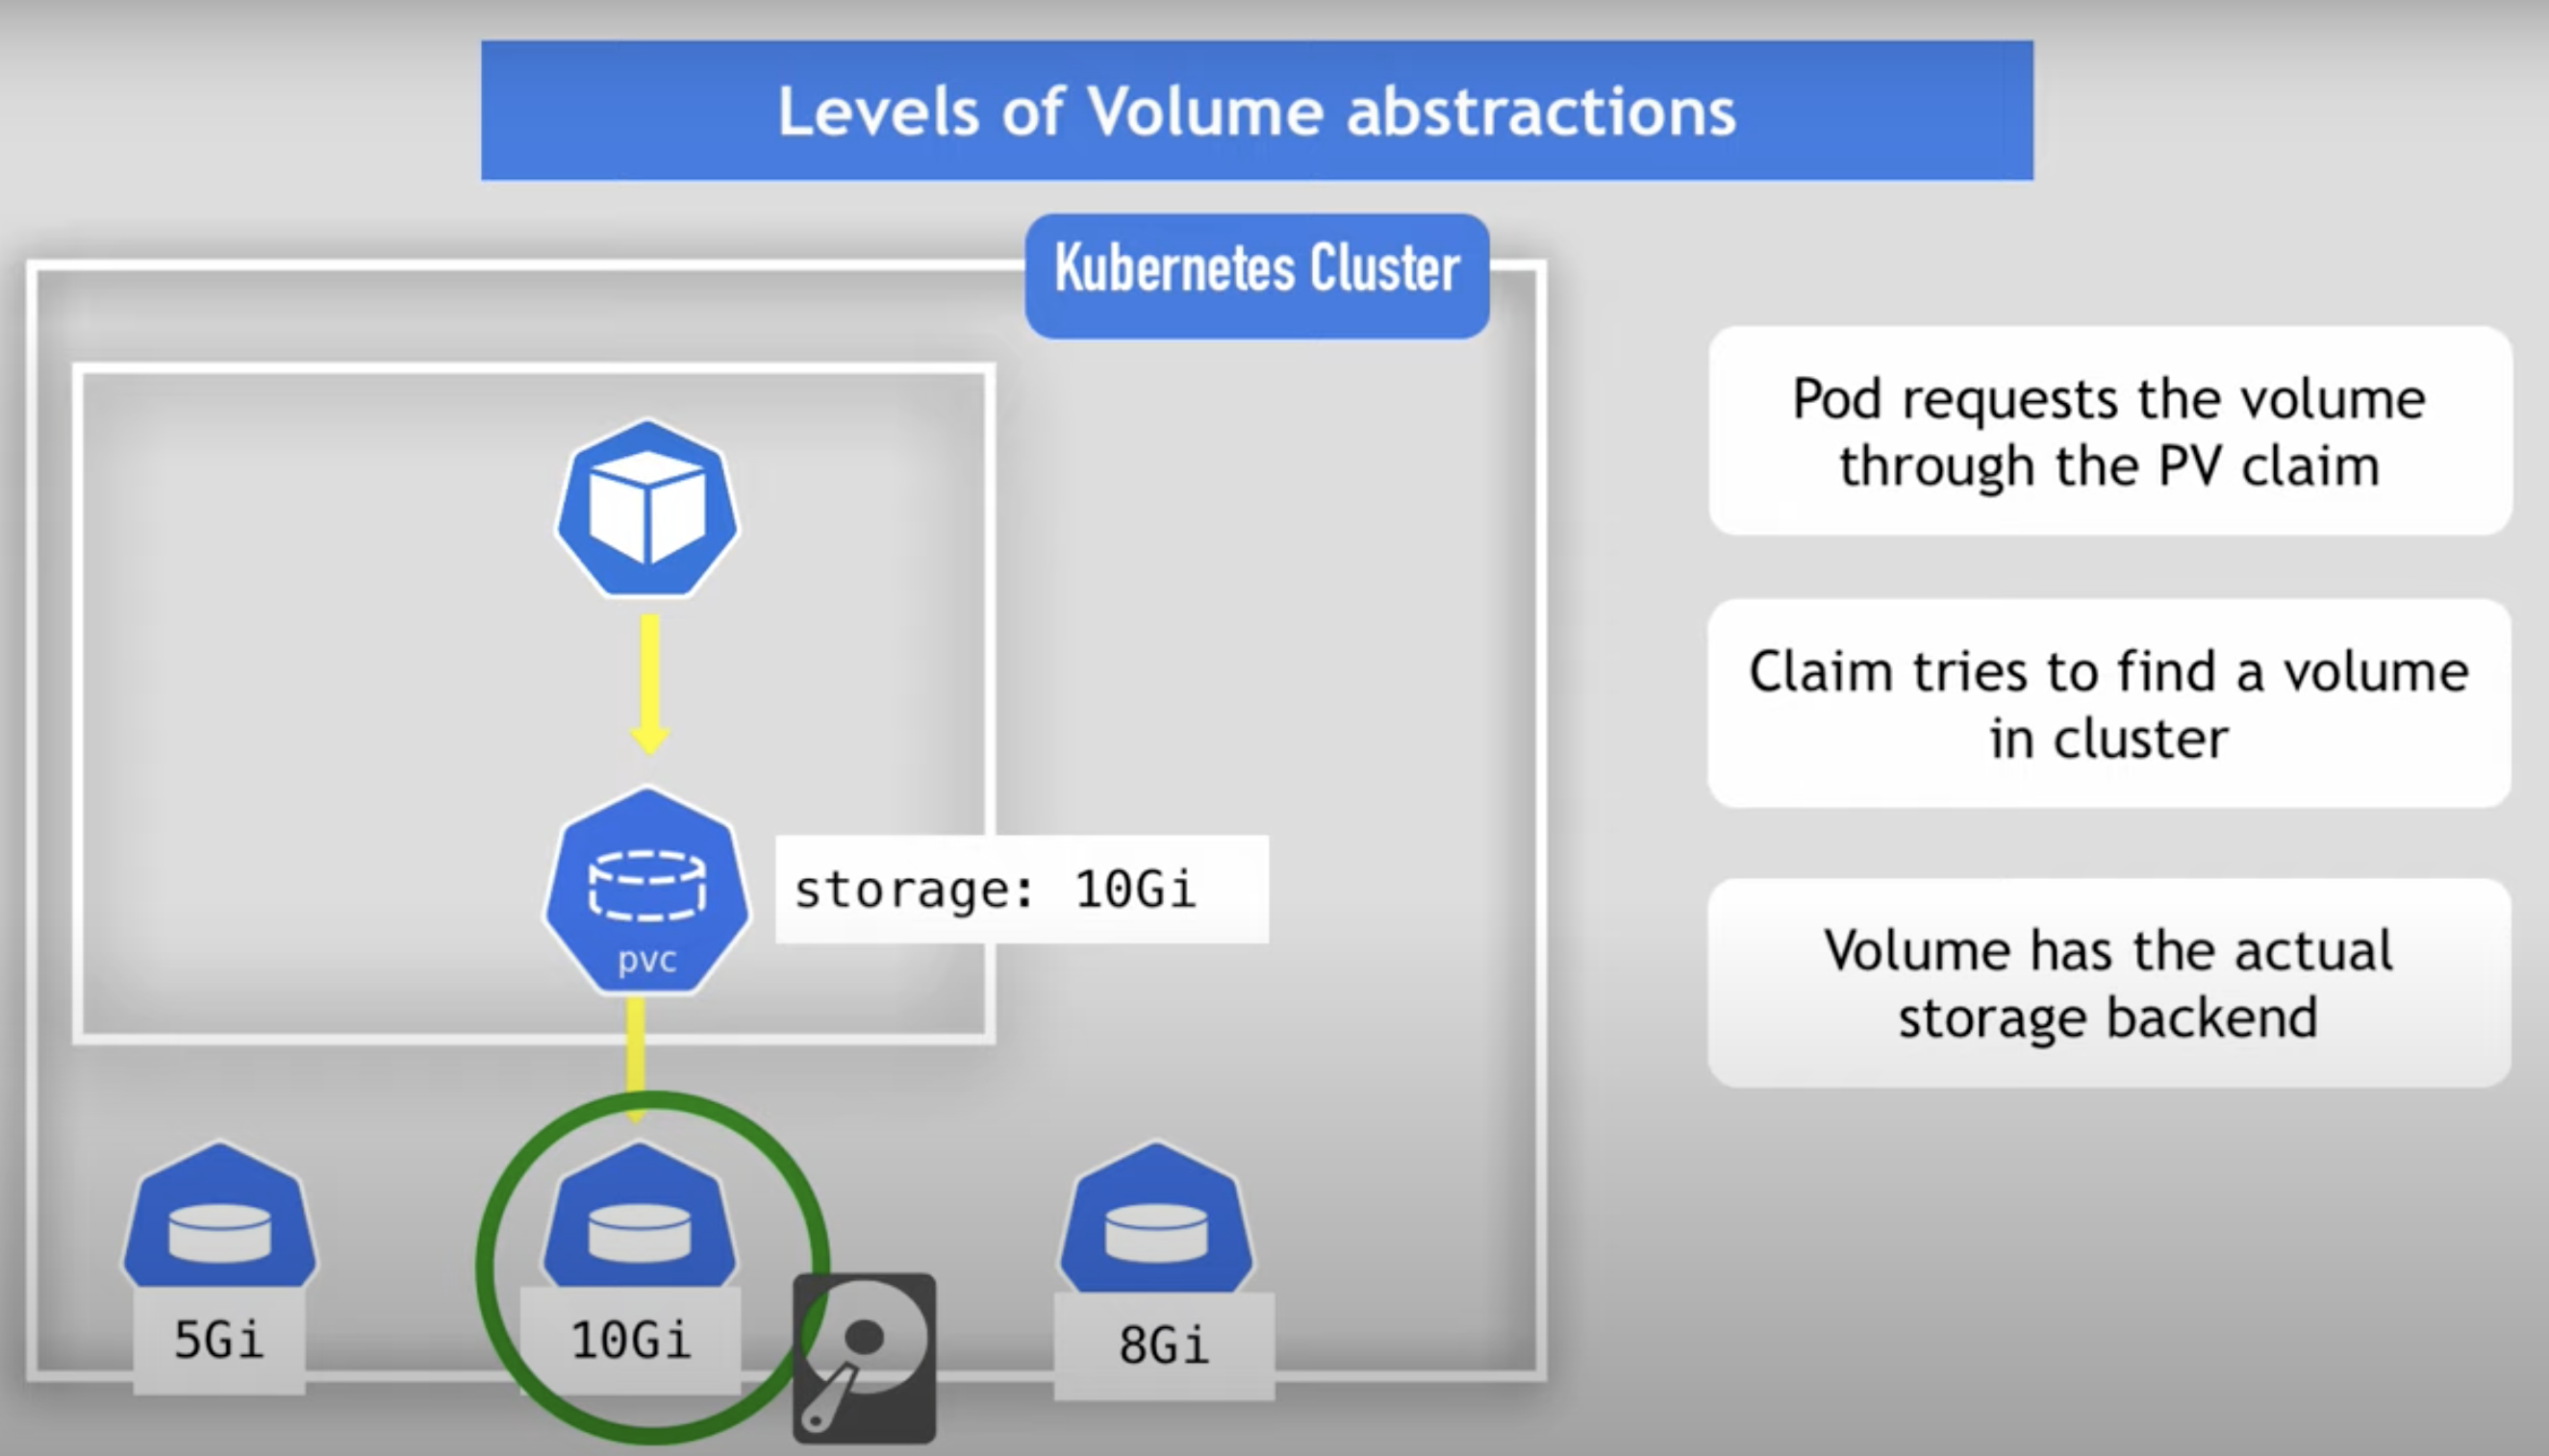 Levels of Volume abstractions
Kubernetes Cluster
Pod requests the volume
through the PV claim
Claim tries to find a volume
in cluster
storage: 10Gi
pvc
Volume has the actual
storage backend
5Gi
10Gi
8Gi